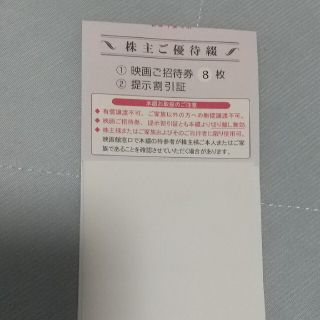 株主ご優待綴
① 映画ご招待券 8 枚
② 提示割引証
本綴お取扱のご注意
◆ 有償譲渡不可。ご家族以外の方への無償譲渡不可。
◆ 映画ご招待券、提示割引証とも本綴より切り離し無効。
◆ 株主様またはご家族およびそのご同伴者に限り使用可。
映画館窓口で本綴の持参者が株主様ご本人またはご家
族であることを確認させていただく場合があります。